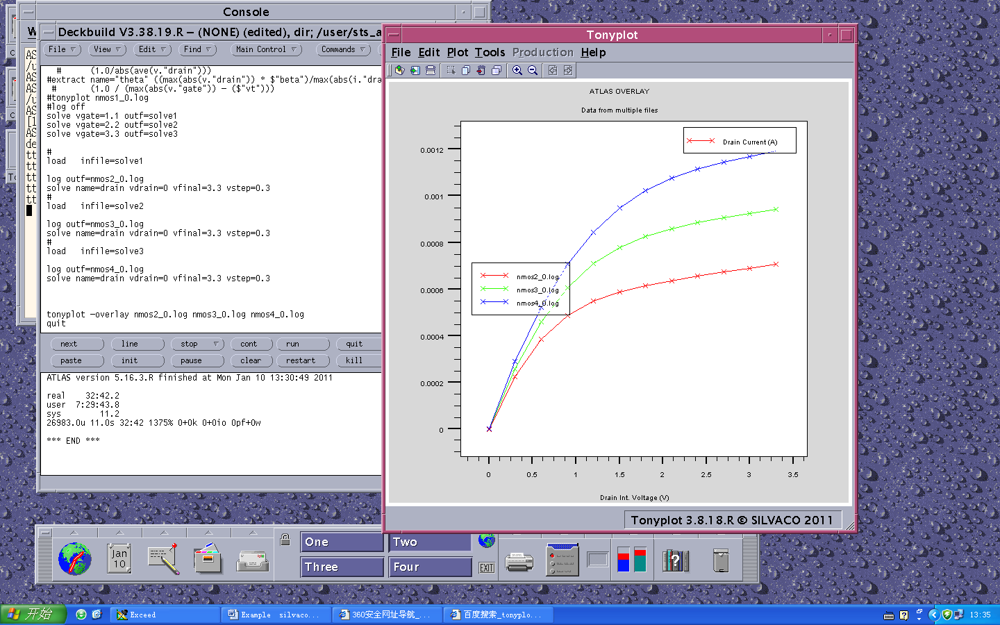 Console
Deckbuild V3.38.19.R – (NONE) (edited), dir; /user/sts_a
File View Edit Find Main Control Commands
# (1.0/abs(ave(v."drain")))
#extract name="theta" ((max(abs(v."drain")) * $"beta")/max(abs(i."dra
# (1.0 / (max(abs(v."gate")) – ($"vt")))
#tonyplot nmos1_0.log
#log off
solve vgate=1.1 outf=solve1
solve vgate=2.2 outf=solve2
solve vgate=3.3 outf=solve3
#
load infile=solve1
log outf=nmos2_0.log
solve name=drain vdrain=0 vfinal=3.3 vstep=0.3
#
load infile=solve2
log outf=nmos3_0.log
solve name=drain vdrain=0 vfinal=3.3 vstep=0.3
#
load infile=solve3
log outf=nmos4_0.log
solve name=drain vdrain=0 vfinal=3.3 vstep=0.3
tonyplot –overlay nmos2_0.log nmos3_0.log nmos4_0.log
quit
next line stop cont run quit
paste init pause clear restart kill
ATLAS version 5.16.3.R finished at Mon Jan 10 13:30:49 2011
real 32:42.2
user 7:29:43.8
sys 11.2
26983.0u 11.0s 32:42 1375% 0+0k 0+0io 0pf+0w
*** END ***
Tonyplot
File Edit Plot Tools Production Help
ATLAS OVERLAY
Data from multiple files
Drain Current (A)
0.0012
0.001
0.0008
0.0006
0.0004
0.0002
0
nmos2_0.log
nmos3_0.log
nmos4_0.log
0 0.5 1 1.5 2 2.5 3 3.5
Drain Int. Voltage (V)
Tonyplot 3.8.18.R © SILVACO 2011
Jan
10
One
Two
Three
Four
EXIT
开始
Exceed
Example silvaco...
360安全网址导航_...
百度搜索_tonyplo...
13:35